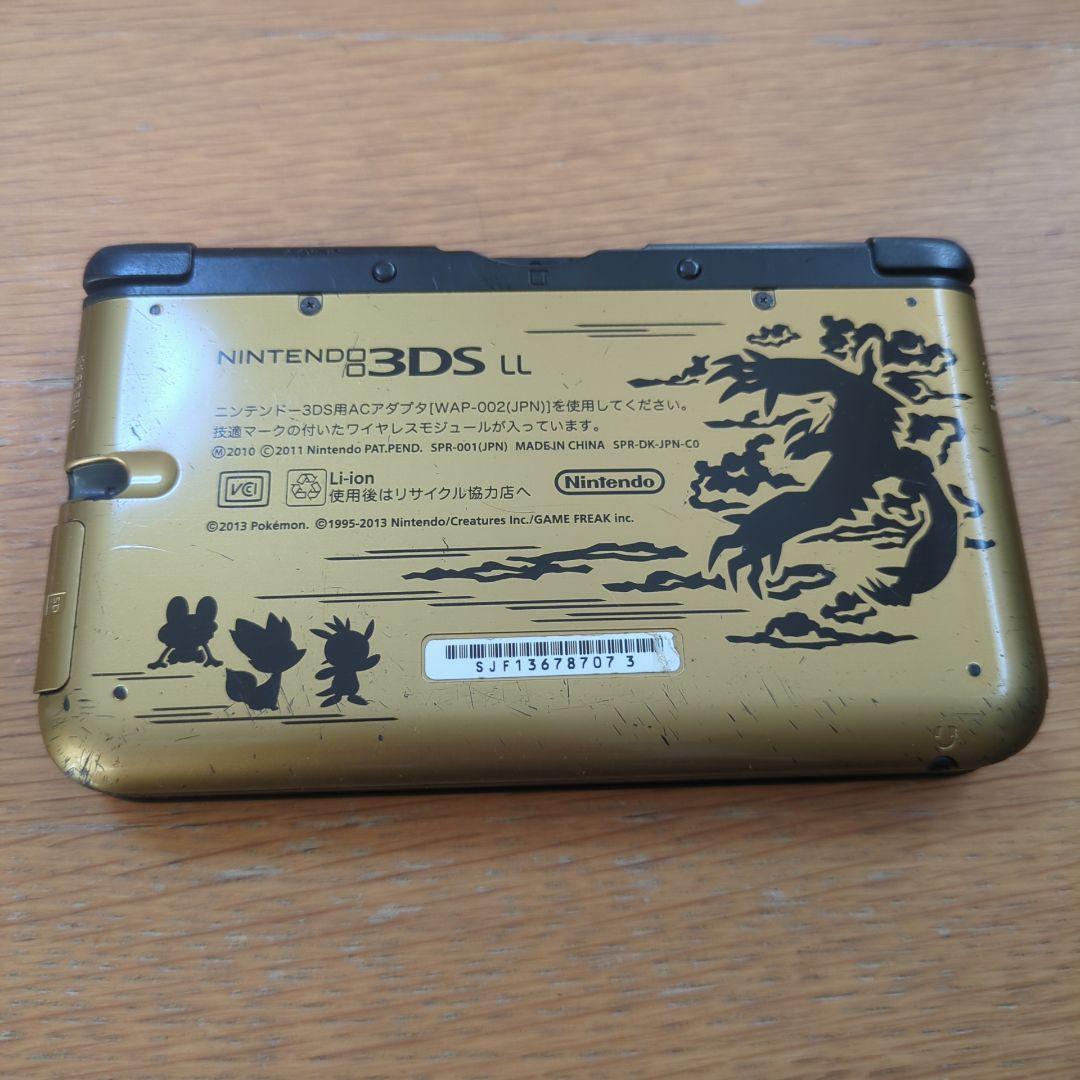 NINTENDO3DS LL
ニンテンドー3DS用ACアダプタ[WAP-002(JPN)]を使用してください。
技適マークの付いたワイヤレスモジュールが入っています。
Ⓜ2010 ©2011 Nintendo PAT.PEND. SPR-001(JPN) MADE IN CHINA SPR-DK-JPN-C0
VCI
Li-ion
使用後はリサイクル協力店へ
Nintendo
©2013 Pokémon. ©1995-2013 Nintendo/Creatures Inc./GAME FREAK inc.
SD
SJF13678707 3